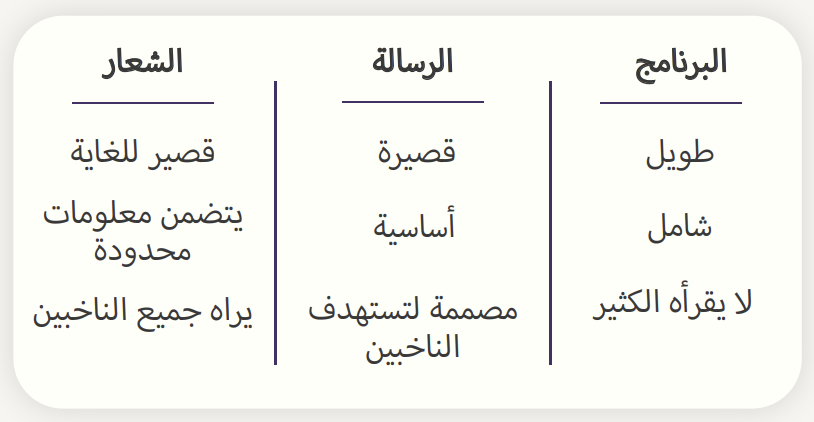 البرنامج
طويل
شامل
لا يقرأه الكثير
الرسالة
قصيرة
أساسية
مصممة لتستهدف
الناخبين
الشعار
قصير للغاية
يتضمن معلومات
محدودة
يراه جميع الناخبين